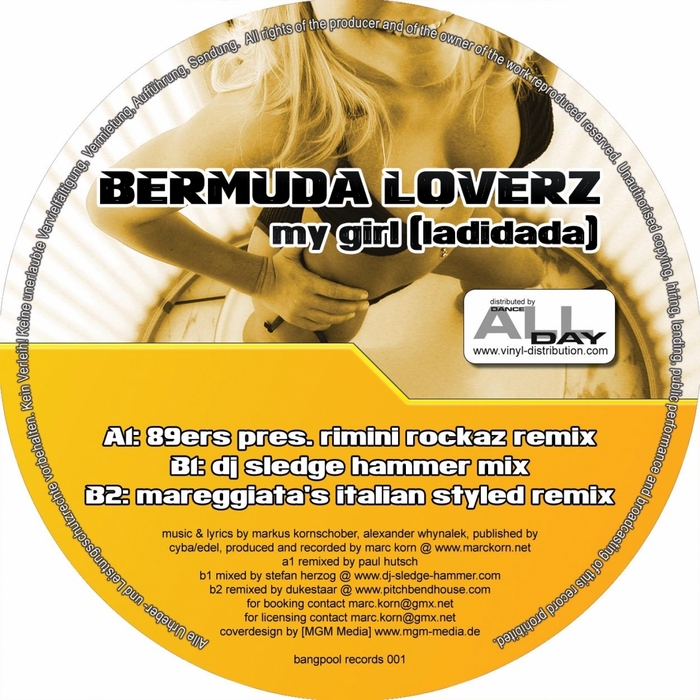 Alle Urheber- und Leistungsschutzrechte vorbehalten. Kein Verleih! Keine unerlaubte Vervielfältigung, Vermietung, Aufführung, Sendung. All rights of the producer and of the owner of the work reproduced reserved. Unauthorised copying, hiring, landing, public performance and broadcasting of this record prohibited.
BERMUDA LOVERZ
my girl (ladidada)
distributed by
DANCE
ALL
DAY
www.vinyl-distribution.com
A1: 89ers pres. rimini rockaz remix
B1: dj sledge hammer mix
B2: mareggiata's italian styled remix
music & lyrics by markus kornschober, alexander whynalek, published by
cyba/edel, produced and recorded by marc korn @ www.marckorn.net
a1 remixed by paul hutsch
b1 mixed by stefan herzog @ www.dj-sledge-hammer.com
b2 remixed by dukestaar @ www.pitchbendhouse.com
for booking contact marc.korn@gmx.net
for licensing contact marc.korn@gmx.net
coverdesign by [MGM Media] www.mgm-media.de
bangpool records 001